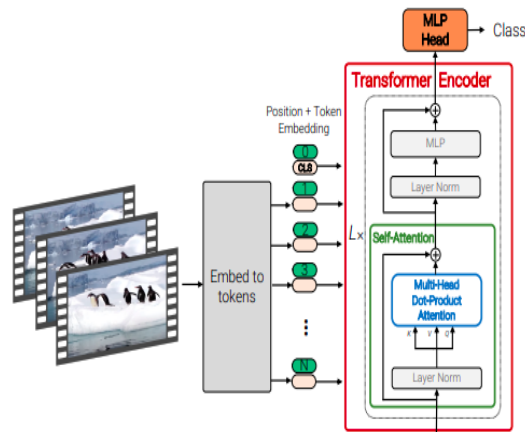 MLP
Head
Class
Transformer Encoder
Position + Token
Embedding
0
CLS
1
2
3
N
Embed to
tokens
L×
MLP
Layer Norm
Self-Attention
Multi-Head
Dot-Product
Attention
K V Q
Layer Norm